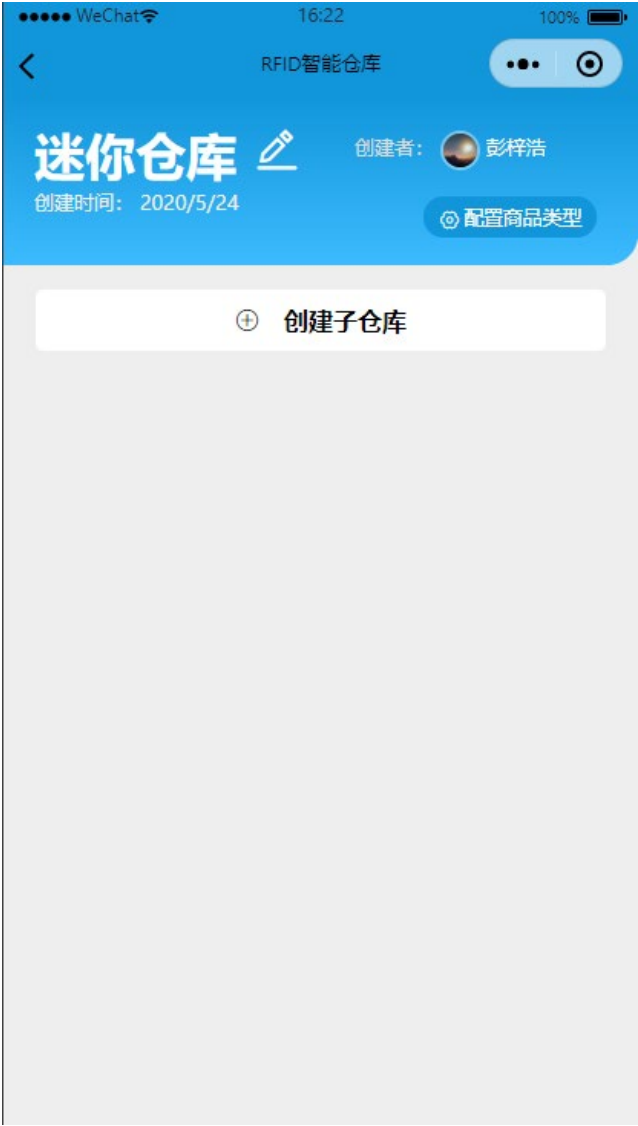 WeChat 16:22 100%
RFID智能仓库
迷你仓库 创建者： 彭梓浩
创建时间： 2020/5/24
配置商品类型
创建子仓库